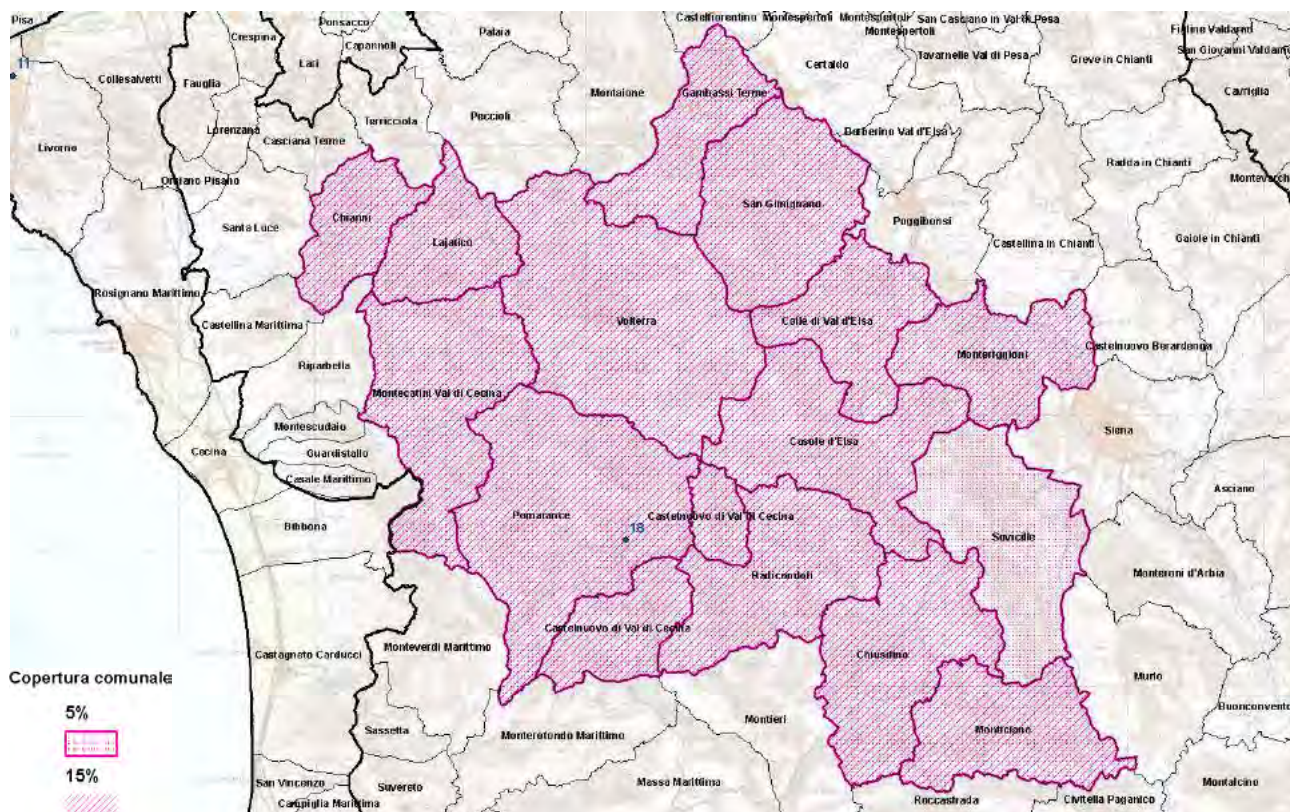 Pisa
Ponsacco
Crespina
Capannoli
Lari
Palaia
Castelfiorentino
Montespertoli
Montespertoli
Montespertoli
San Casciano in Val di Pesa
Tavarnelle Val di Pesa
Greve in Chianti
Figline Valdarno
San Giovanni Valdarno
Cavriglia
11
Collesalvetti
Fauglia
Montaione
Certaldo
Gambassi Terme
Livorno
Lorenzana
Casciana Terme
Terricciola
Peccioli
Barberino Val d'Elsa
Radda in Chianti
Orciano Pisano
Santa Luce
Chianni
Lajatico
San Gimignano
Poggibonsi
Castellina in Chianti
Gaiole in Chianti
Rosignano Marittimo
Castellina Marittima
Volterra
Colle di Val d'Elsa
Monteriggioni
Castelnuovo Berardenga
Riparbella
Montecatini Val di Cecina
Montescudaio
Guardistallo
Cecina
Casale Marittimo
Casole d'Elsa
Siena
Asciano
Bibbona
Pomarance
18
Castelnuovo di Val di Cecina
Sovicille
Radicondoli
Monteroni d'Arbia
Castagneto Carducci
Monteverdi Marittimo
Castelnuovo di Val di Cecina
Chiusdino
Murlo
Buonconvento
Copertura comunale
5%
15%
Sassetta
Monterotondo Marittimo
Montieri
Monticiano
San Vincenzo
Suvereto
Massa Marittima
Montalcino
Campiglia Marittima
Roccastrada
Civitella Paganico